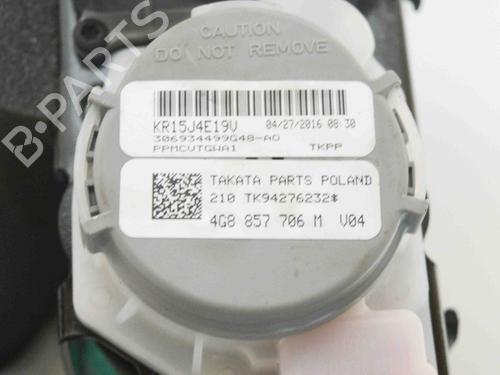 CAUTION
DO NOT REMOVE
KR15J4E19V 04/27/2016 08:30
306934499G48-AO
PPMCVTGWA1 TKPP
TAKATA PARTS POLAND
210 TK94276232*
4G8 857 706 M V04
B-PARTS